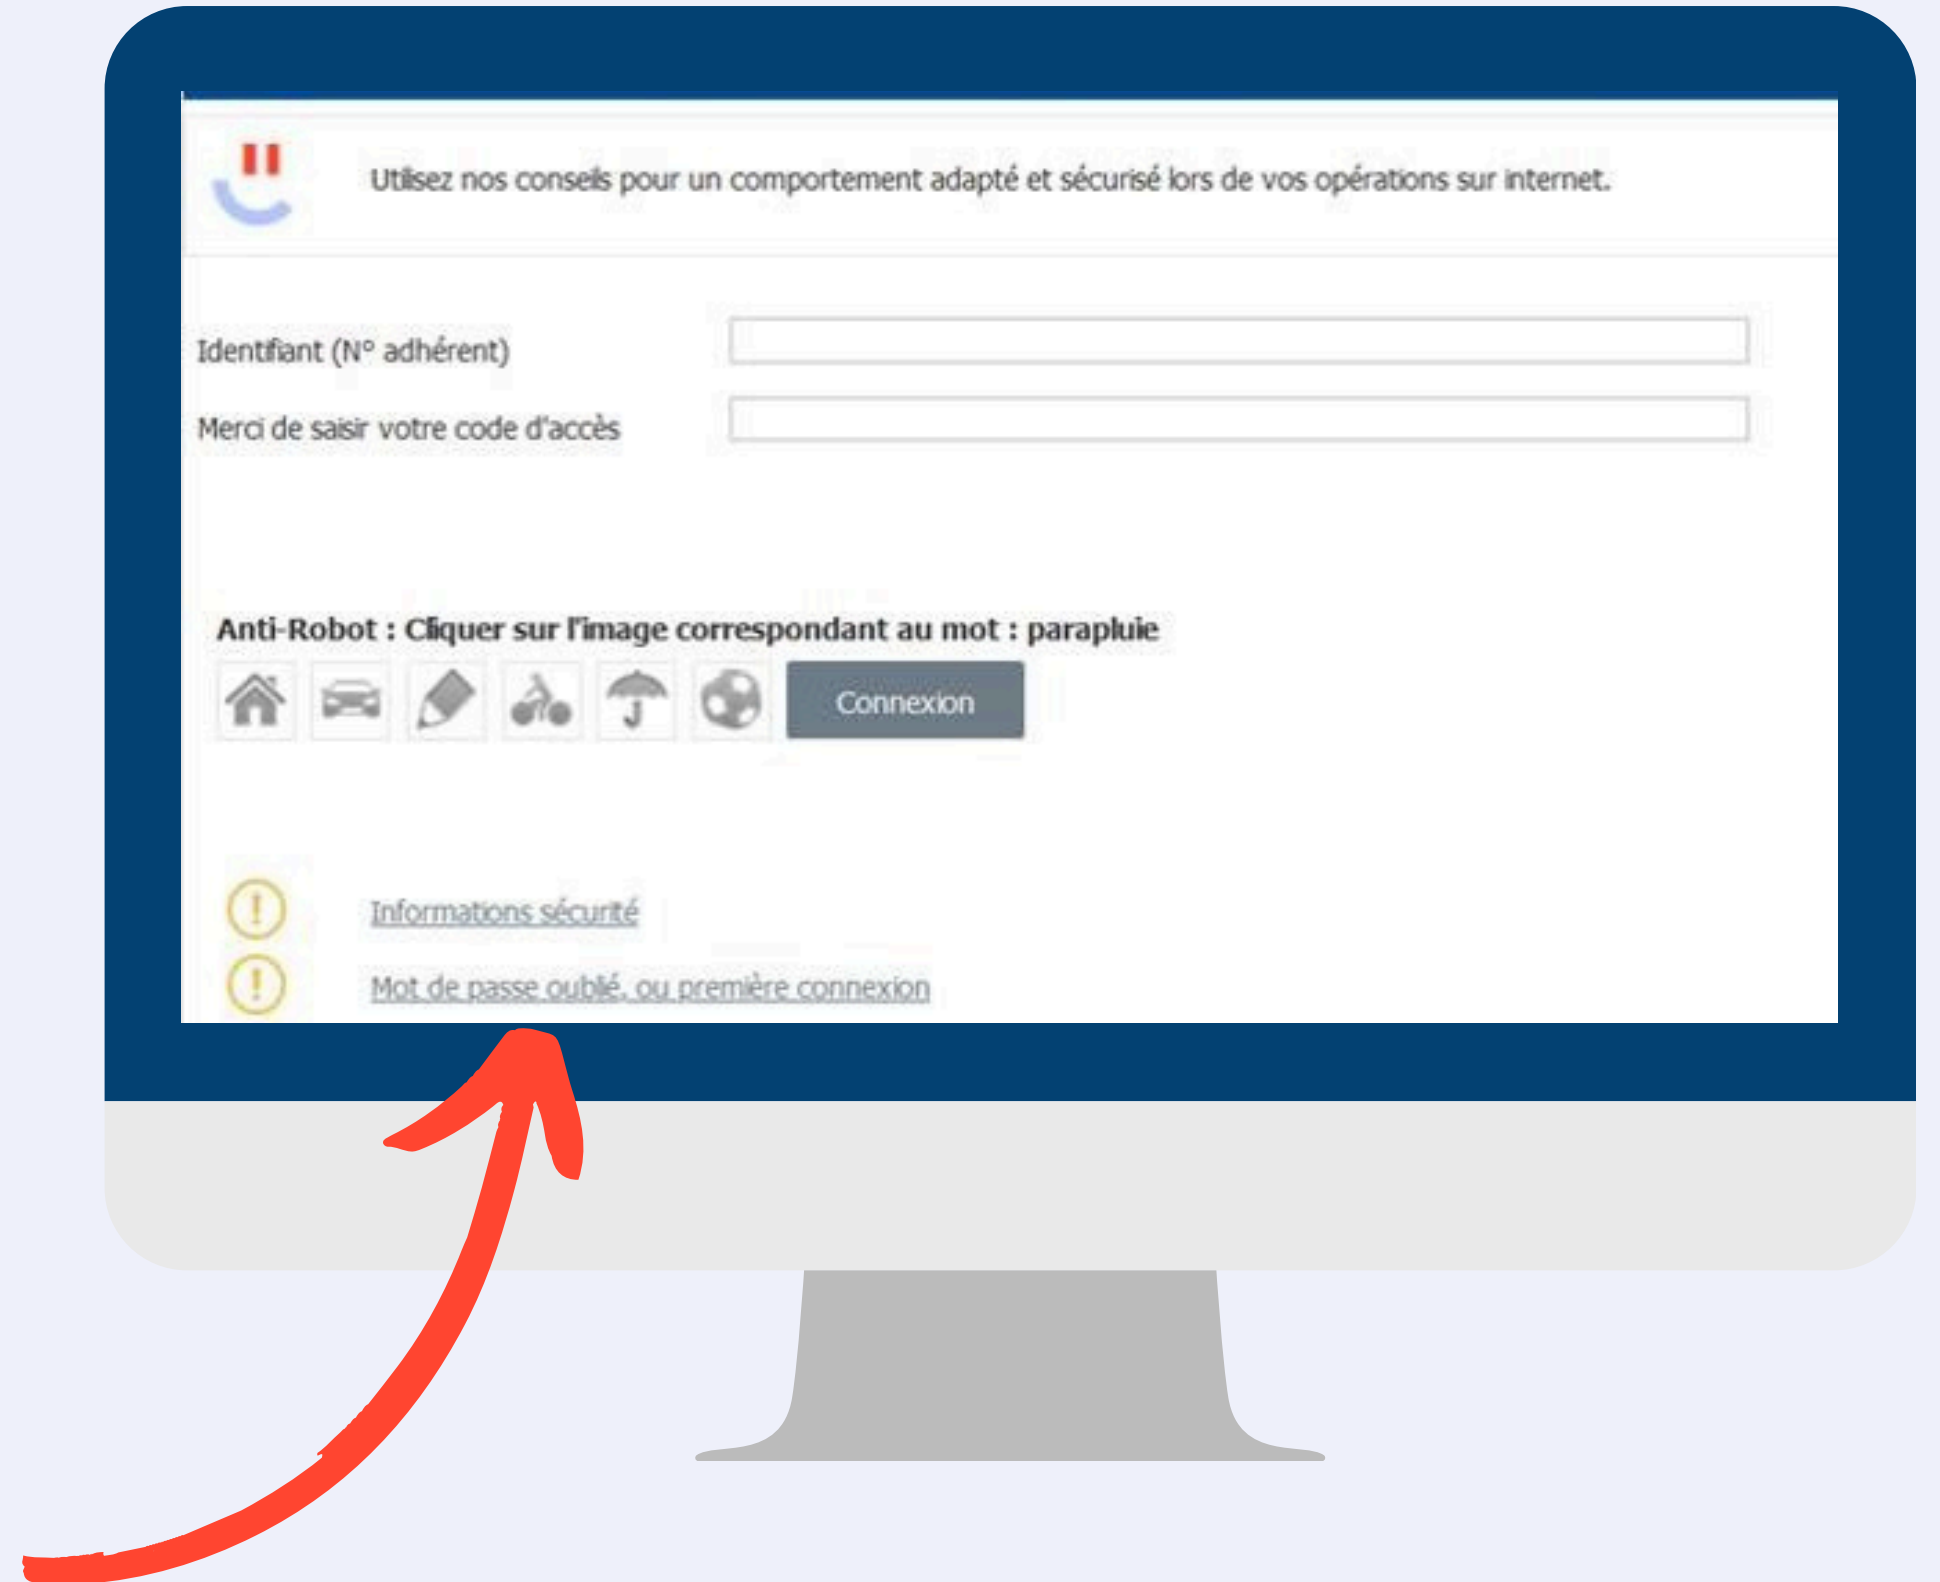 Utilisez nos conseils pour un comportement adapté et sécurisé lors de vos opérations sur internet.
Identifiant (N° adhérent)
Merci de saisir votre code d'accès
Anti-Robot : Cliquer sur l'image correspondant au mot : parapluie
Connexion
Informations sécurité
Mot de passe oublié, ou première connexion